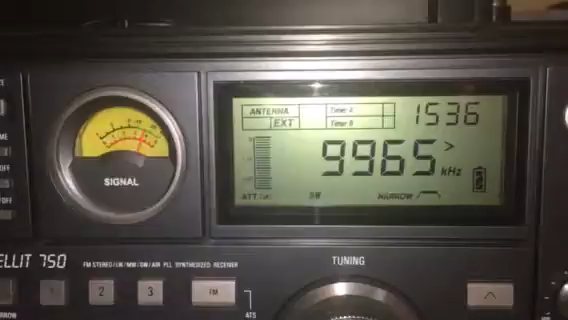 ANTENNA
EXT
Timer A
Timer B
1536
9965 >
kHz
ATT
SW
NARROW
SIGNAL
ELLIT 750
FM STEREO/LW/MW/SW/AIR PLL SYNTHESIZED RECEIVER
TUNING
1
2
3
FM
ATS